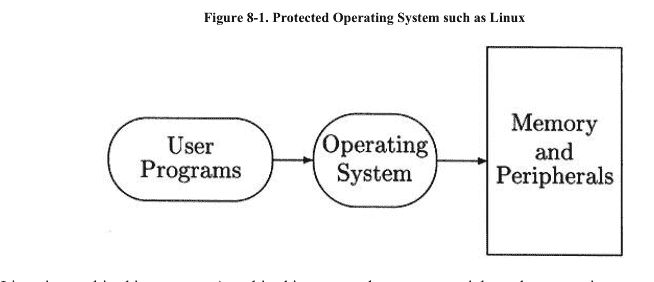 Figure 8-1. Protected Operating System such as Linux
User
Programs
Operating
System
Memory
and
Peripherals